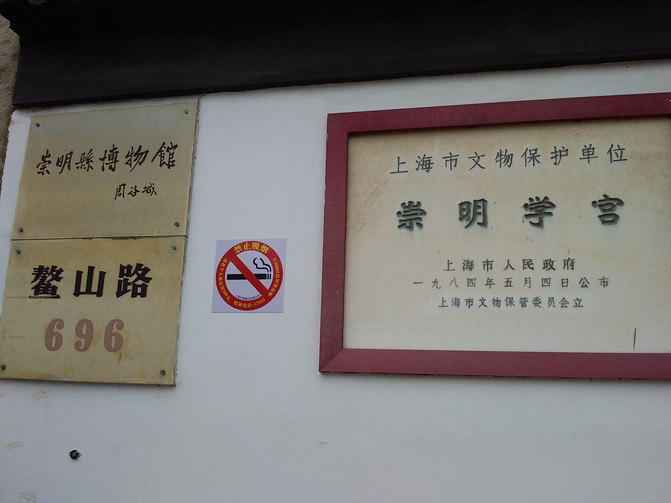 崇明縣博物館
周谷城
鳌山路
696
禁止吸烟
上海市文物保护单位
崇明学宫
上海市人民政府
一九八四年五月四日公布
上海市文物保管委员会立